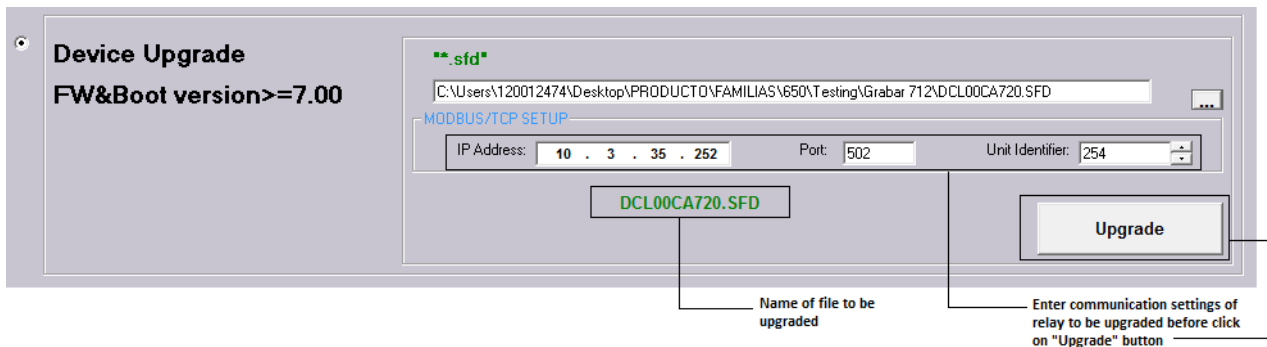 Device Upgrade
FW&Boot version>=7.00
"*.sfd"
C:\Users\120012474\Desktop\PRODUCTO\FAMILIAS\650\Testing\Grabar 712\DCL00CA720.SFD
...
MODBUS/TCP SETUP
IP Address: 10 . 3 . 35 . 252 Port: 502 Unit Identifier: 254
DCL00CA720.SFD
Upgrade
Name of file to be
upgraded
Enter communication settings of
relay to be upgraded before click
on "Upgrade" button